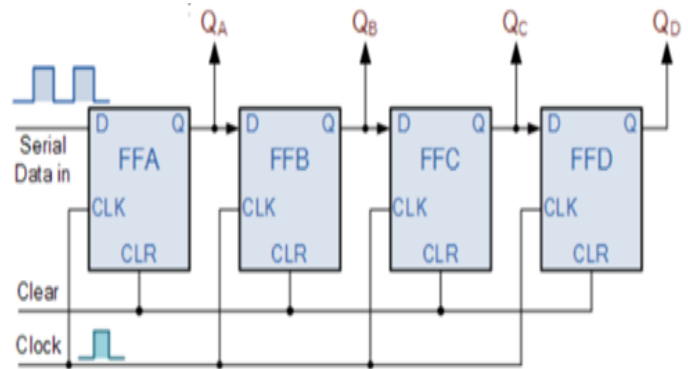 QA QB QC QD
D Q D Q D Q D Q
Serial
Data in
FFA FFB FFC FFD
CLK CLK CLK CLK
CLR CLR CLR CLR
Clear
Clock